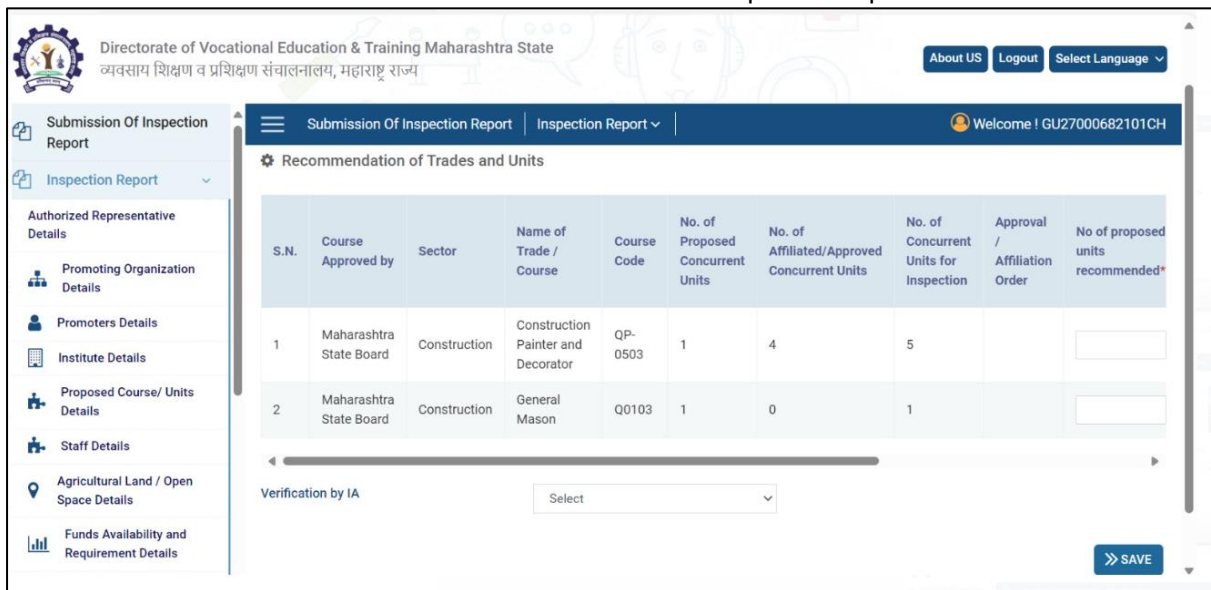 Directorate of Vocational Education & Training Maharashtra State
व्यवसाय शिक्षण व प्रशिक्षण संचालनालय, महाराष्ट्र राज्य
About US
Logout
Select Language
Submission Of Inspection
Report
Inspection Report
Authorized Representative
Details
Promoting Organization
Details
Promoters Details
Institute Details
Proposed Course/ Units
Details
Staff Details
Agricultural Land / Open
Space Details
Funds Availability and
Requirement Details
Submission Of Inspection Report | Inspection Report |
Welcome ! GU27000682101CH
Recommendation of Trades and Units
S.N.
Course
Approved by
Sector
Name of
Trade /
Course
Course
Code
No. of
Proposed
Concurrent
Units
No. of
Affiliated/Approved
Concurrent Units
No. of
Concurrent
Units for
Inspection
Approval
/
Affiliation
Order
No of proposed
units
recommended*
1
Maharashtra
State Board
Construction
Construction
Painter and
Decorator
QP-
0503
1
4
5
2
Maharashtra
State Board
Construction
General
Mason
Q0103
1
0
1
Verification by IA
Select
SAVE